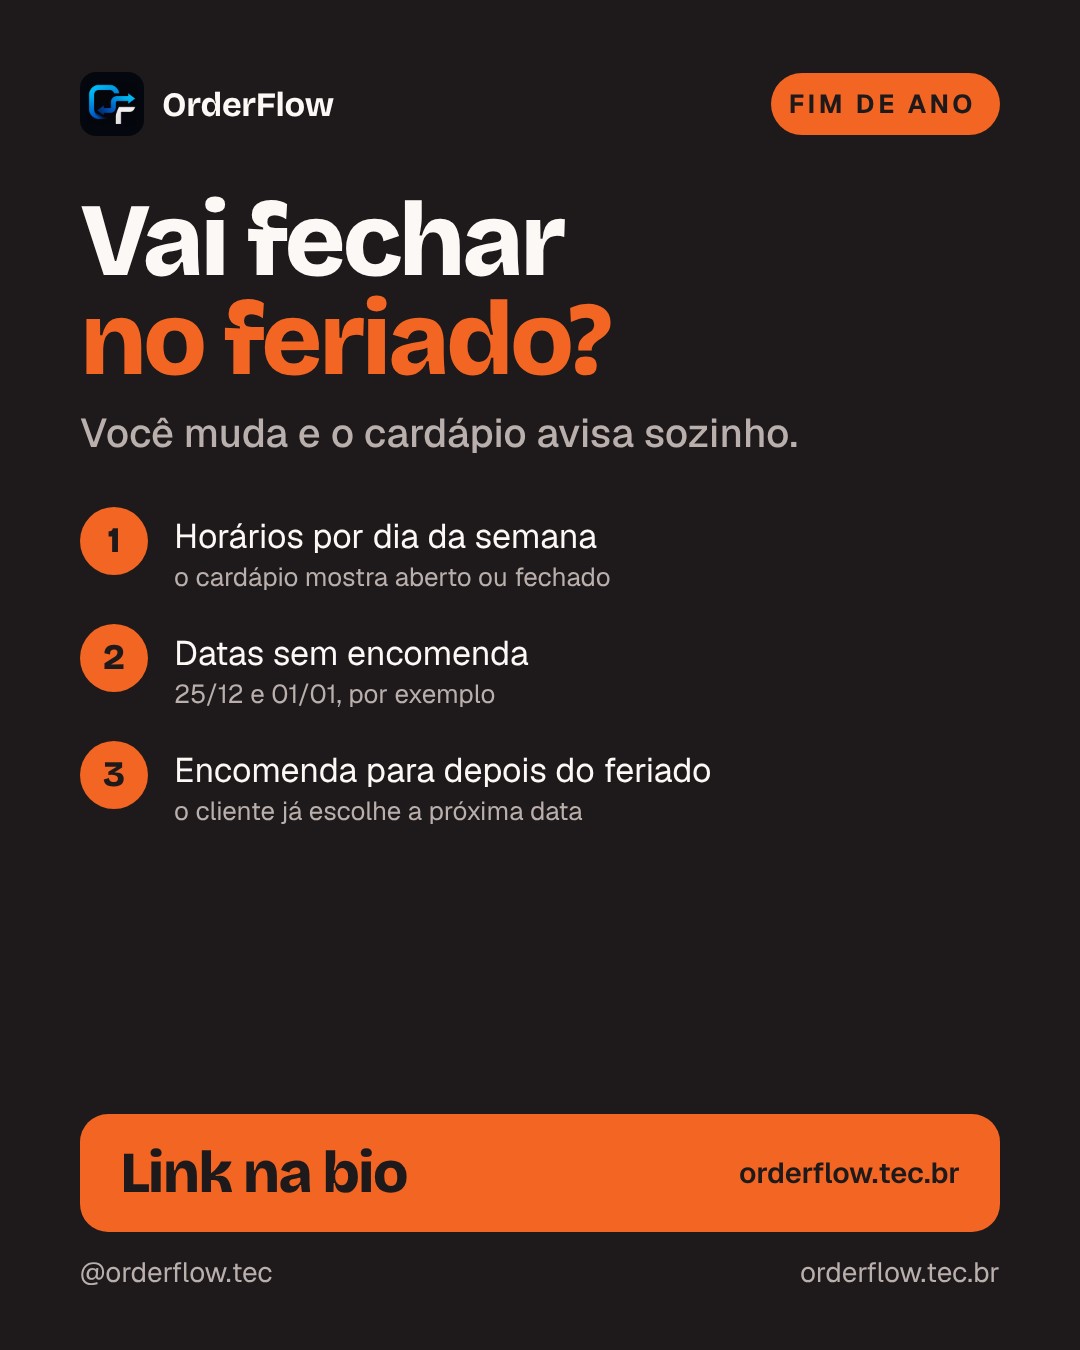 OrderFlow
FIM DE ANO
Vai fechar
no feriado?
Você muda e o cardápio avisa sozinho.
1
Horários por dia da semana
o cardápio mostra aberto ou fechado
2
Datas sem encomenda
25/12 e 01/01, por exemplo
3
Encomenda para depois do feriado
o cliente já escolhe a próxima data
Link na bio
orderflow.tec.br
@orderflow.tec
orderflow.tec.br